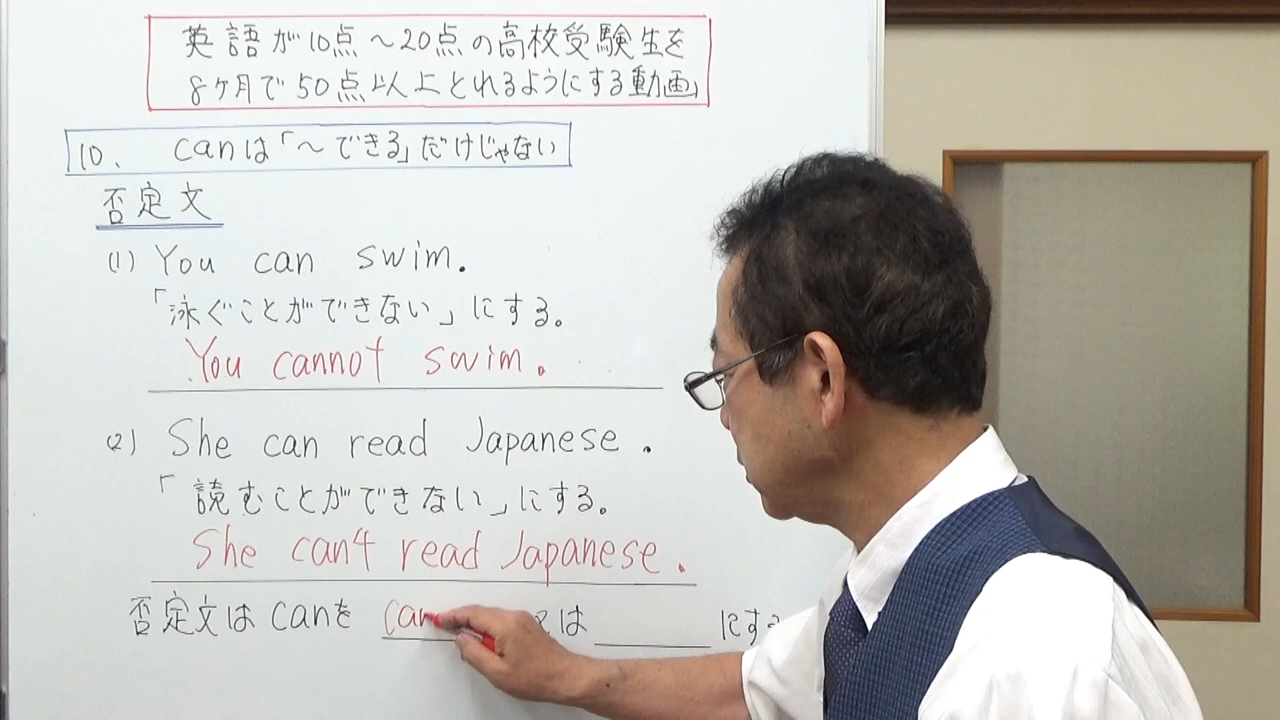 英語が10点～20点の高校受験生を
8ヶ月で50点以上とれるようにする動画」
10、 canは「～できる」だけじゃない
否定文
(1) You can swim.
「泳ぐことができない」にする。
You cannot swim.
(2) She can read Japanese.
「読むことができない」にする。
She can't read Japanese.
否定文は canを can は ______ にする